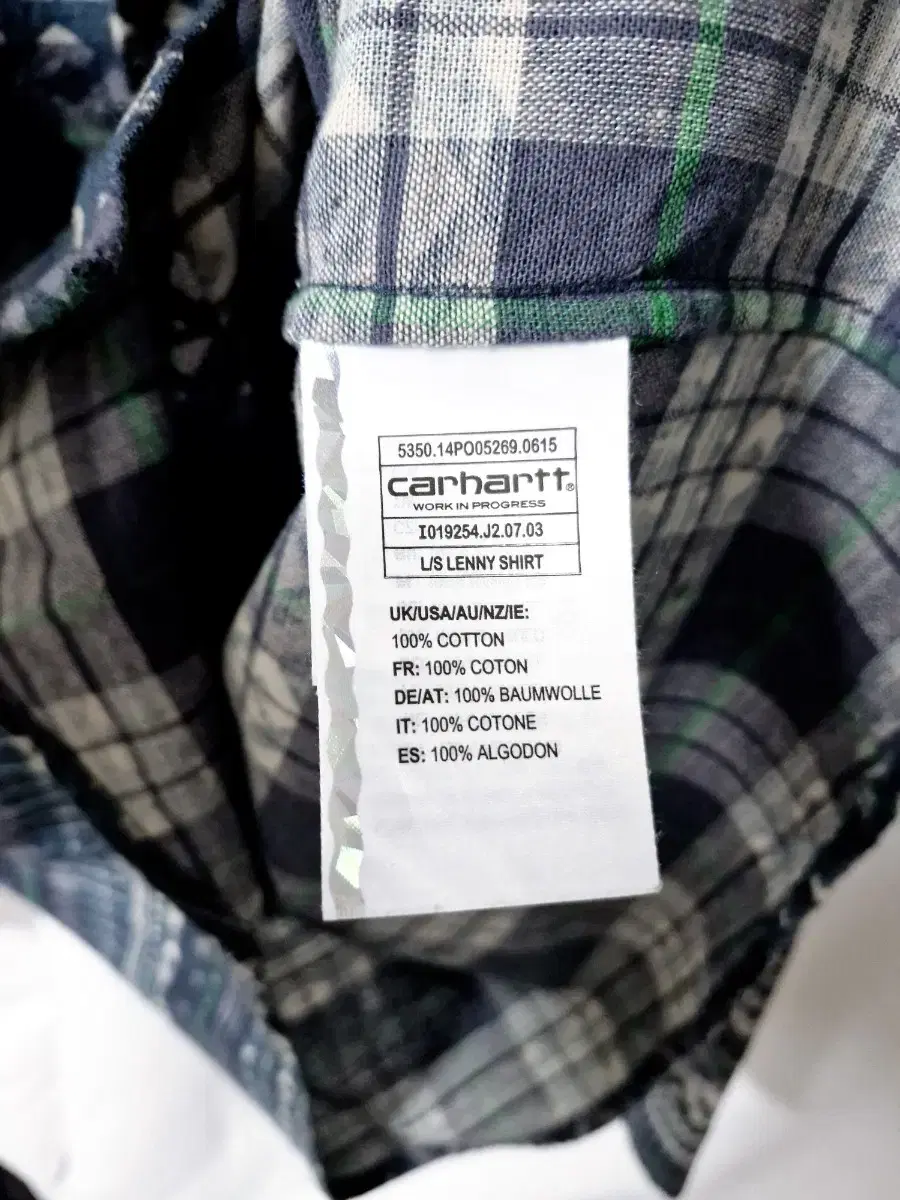 5350.14PO05269.0615
carhartt®
WORK IN PROGRESS
I019254.J2.07.03
L/S LENNY SHIRT
UK/USA/AU/NZ/IE:
100% COTTON
FR: 100% COTON
DE/AT: 100% BAUMWOLLE
IT: 100% COTONE
ES: 100% ALGODON